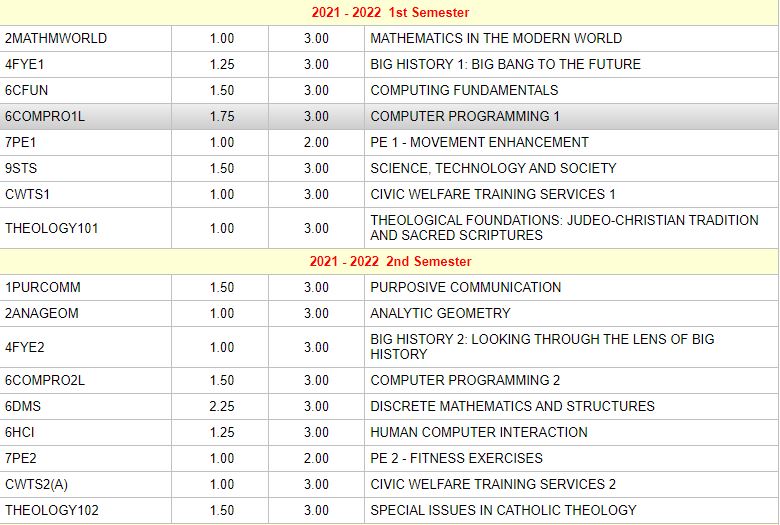 2021 - 2022 1st Semester
2MATHMWORLD 1.00 3.00 MATHEMATICS IN THE MODERN WORLD
4FYE1 1.25 3.00 BIG HISTORY 1: BIG BANG TO THE FUTURE
6CFUN 1.50 3.00 COMPUTING FUNDAMENTALS
6COMPRO1L 1.75 3.00 COMPUTER PROGRAMMING 1
7PE1 1.00 2.00 PE 1 - MOVEMENT ENHANCEMENT
9STS 1.50 3.00 SCIENCE, TECHNOLOGY AND SOCIETY
CWTS1 1.00 3.00 CIVIC WELFARE TRAINING SERVICES 1
THEOLOGY101 1.00 3.00 THEOLOGICAL FOUNDATIONS: JUDEO-CHRISTIAN TRADITION
AND SACRED SCRIPTURES
2021 - 2022 2nd Semester
1PURCOMM 1.50 3.00 PURPOSIVE COMMUNICATION
2ANAGEOM 1.00 3.00 ANALYTIC GEOMETRY
4FYE2 1.00 3.00 BIG HISTORY 2: LOOKING THROUGH THE LENS OF BIG
HISTORY
6COMPRO2L 1.50 3.00 COMPUTER PROGRAMMING 2
6DMS 2.25 3.00 DISCRETE MATHEMATICS AND STRUCTURES
6HCI 1.25 3.00 HUMAN COMPUTER INTERACTION
7PE2 1.00 2.00 PE 2 - FITNESS EXERCISES
CWTS2(A) 1.00 3.00 CIVIC WELFARE TRAINING SERVICES 2
THEOLOGY102 1.50 3.00 SPECIAL ISSUES IN CATHOLIC THEOLOGY